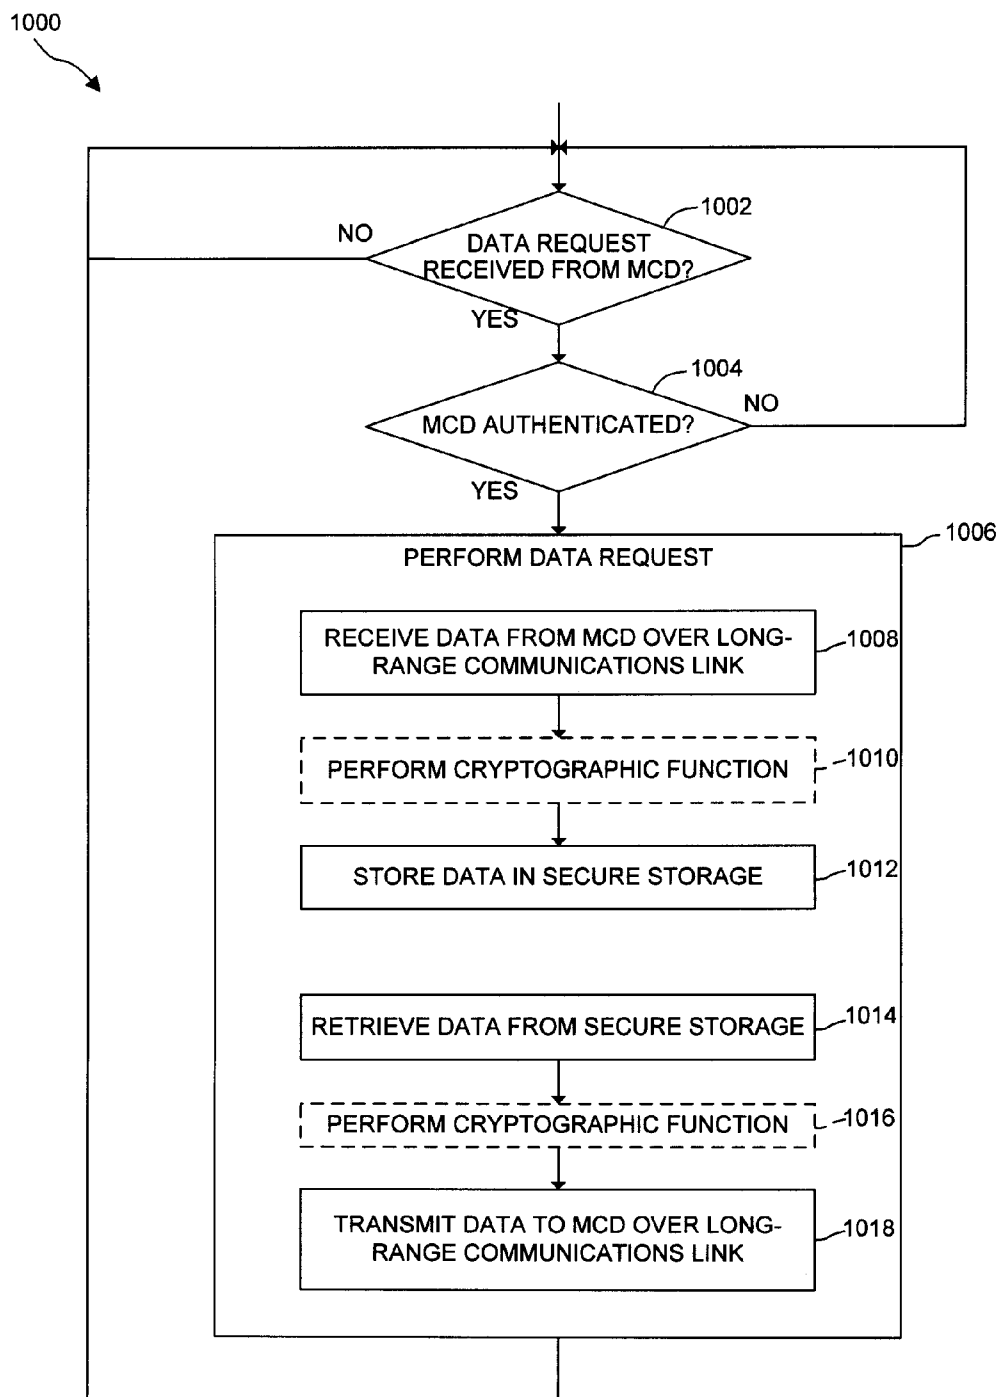 1000
1002
NO
DATA REQUEST
RECEIVED FROM MCD?
YES
1004
NO
MCD AUTHENTICATED?
YES
1006
PERFORM DATA REQUEST
RECEIVE DATA FROM MCD OVER LONG-
RANGE COMMUNICATIONS LINK
1008
PERFORM CRYPTOGRAPHIC FUNCTION
1010
STORE DATA IN SECURE STORAGE
1012
RETRIEVE DATA FROM SECURE STORAGE
1014
PERFORM CRYPTOGRAPHIC FUNCTION
1016
TRANSMIT DATA TO MCD OVER LONG-
RANGE COMMUNICATIONS LINK
1018